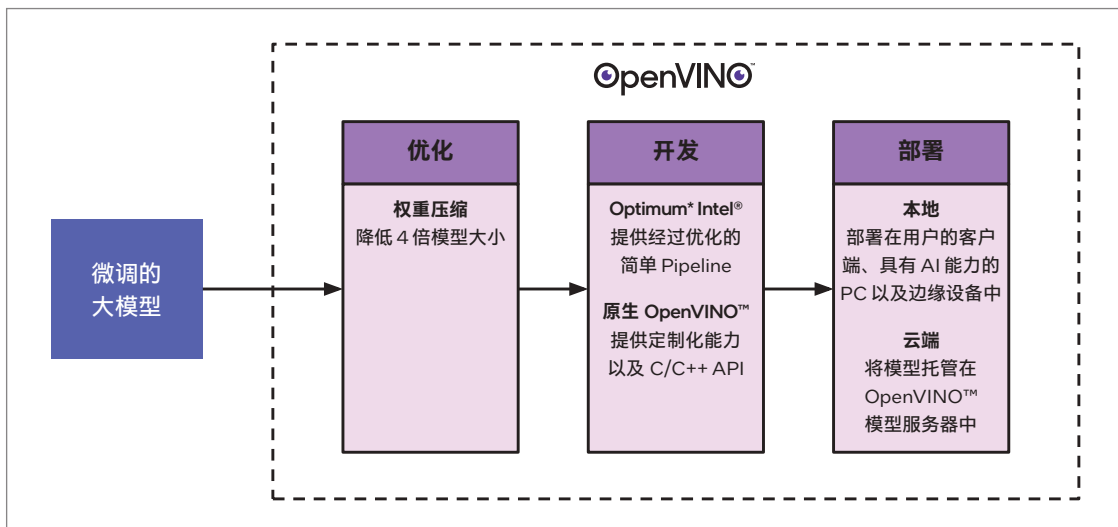 OpenVINO™
微调的
大模型
优化
权重压缩
降低 4 倍模型大小
开发
Optimum* Intel®
提供经过优化的
简单 Pipeline
原生 OpenVINO™
提供定制化能力
以及 C/C++ API
部署
本地
部署在用户的客户
端、具有 AI 能力的
PC 以及边缘设备中
云端
将模型托管在
OpenVINO™
模型服务器中